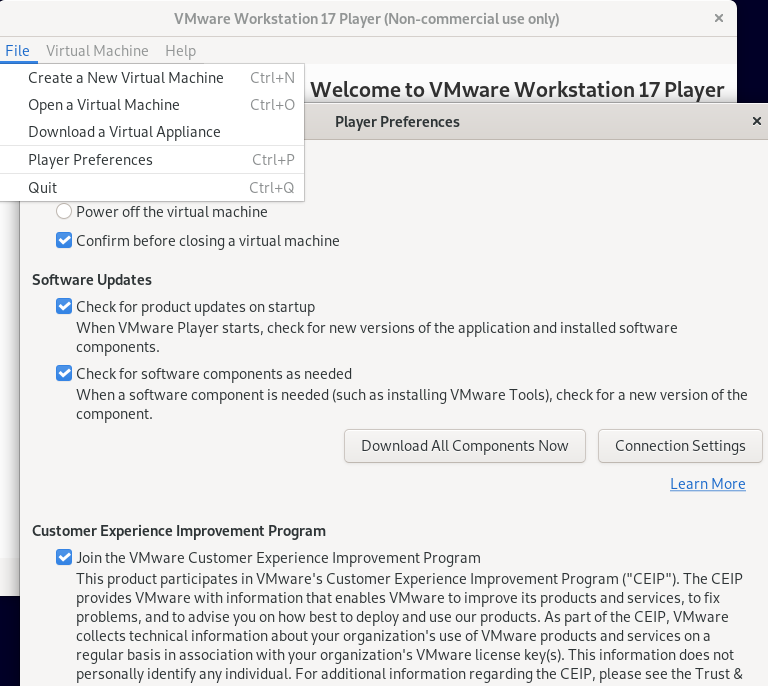 VMware Workstation 17 Player (Non-commercial use only)
File Virtual Machine Help
Create a New Virtual Machine Ctrl+N
Open a Virtual Machine Ctrl+O
Download a Virtual Appliance
Player Preferences Ctrl+P
Quit Ctrl+Q
Welcome to VMware Workstation 17 Player
Player Preferences
Power off the virtual machine
Confirm before closing a virtual machine
Software Updates
Check for product updates on startup
When VMware Player starts, check for new versions of the application and installed software
components.
Check for software components as needed
When a software component is needed (such as installing VMware Tools), check for a new version of the
component.
Download All Components Now Connection Settings
Learn More
Customer Experience Improvement Program
Join the VMware Customer Experience Improvement Program
This product participates in VMware's Customer Experience Improvement Program ("CEIP"). The CEIP
provides VMware with information that enables VMware to improve its products and services, to fix
problems, and to advise you on how best to deploy and use our products. As part of the CEIP, VMware
collects technical information about your organization's use of VMware products and services on a
regular basis in association with your organization's VMware license key(s). This information does not
personally identify any individual. For additional information regarding the CEIP, please see the Trust &